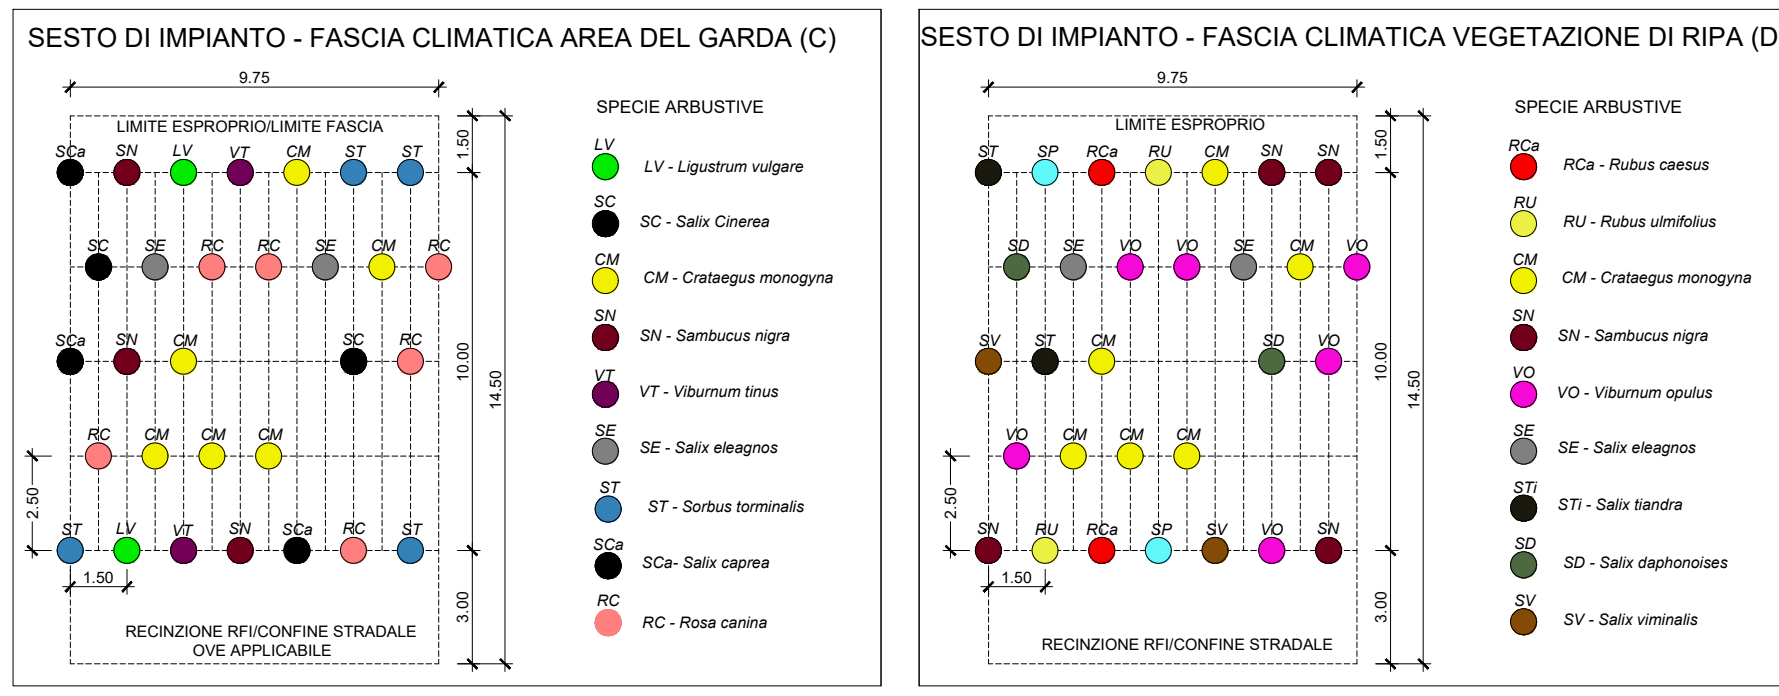 SESTO DI IMPIANTO - FASCIA CLIMATICA AREA DEL GARDA (C)
9.75
LIMITE ESPROPRIO/LIMITE FASCIA
1.50
SCa SN LV VT CM ST ST
SC SE RC RC SE CM RC
SCa SN CM SC RC
10.00
14.50
RC CM CM CM
2.50
ST LV VT SN SCa RC ST
1.50
3.00
RECINZIONE RFI/CONFINE STRADALE
OVE APPLICABILE
SPECIE ARBUSTIVE
LV
LV - Ligustrum vulgare
SC
SC - Salix Cinerea
CM
CM - Crataegus monogyna
SN
SN - Sambucus nigra
VT
VT - Viburnum tinus
SE
SE - Salix eleagnos
ST
ST - Sorbus torminalis
SCa
SCa- Salix caprea
RC
RC - Rosa canina
SESTO DI IMPIANTO - FASCIA CLIMATICA VEGETAZIONE DI RIPA (D
9.75
LIMITE ESPROPRIO
1.50
ST SP RCa RU CM SN SN
SD SE VO VO SE CM VO
SV ST CM SD VO
10.00
14.50
VO CM CM CM
2.50
SN RU RCa SP SV VO SN
1.50
3.00
RECINZIONE RFI/CONFINE STRADALE
SPECIE ARBUSTIVE
RCa
RCa - Rubus caesus
RU
RU - Rubus ulmifolius
CM
CM - Crataegus monogyna
SN
SN - Sambucus nigra
VO
VO - Viburnum opulus
SE
SE - Salix eleagnos
STi
STi - Salix tiandra
SD
SD - Salix daphonoises
SV
SV - Salix viminalis